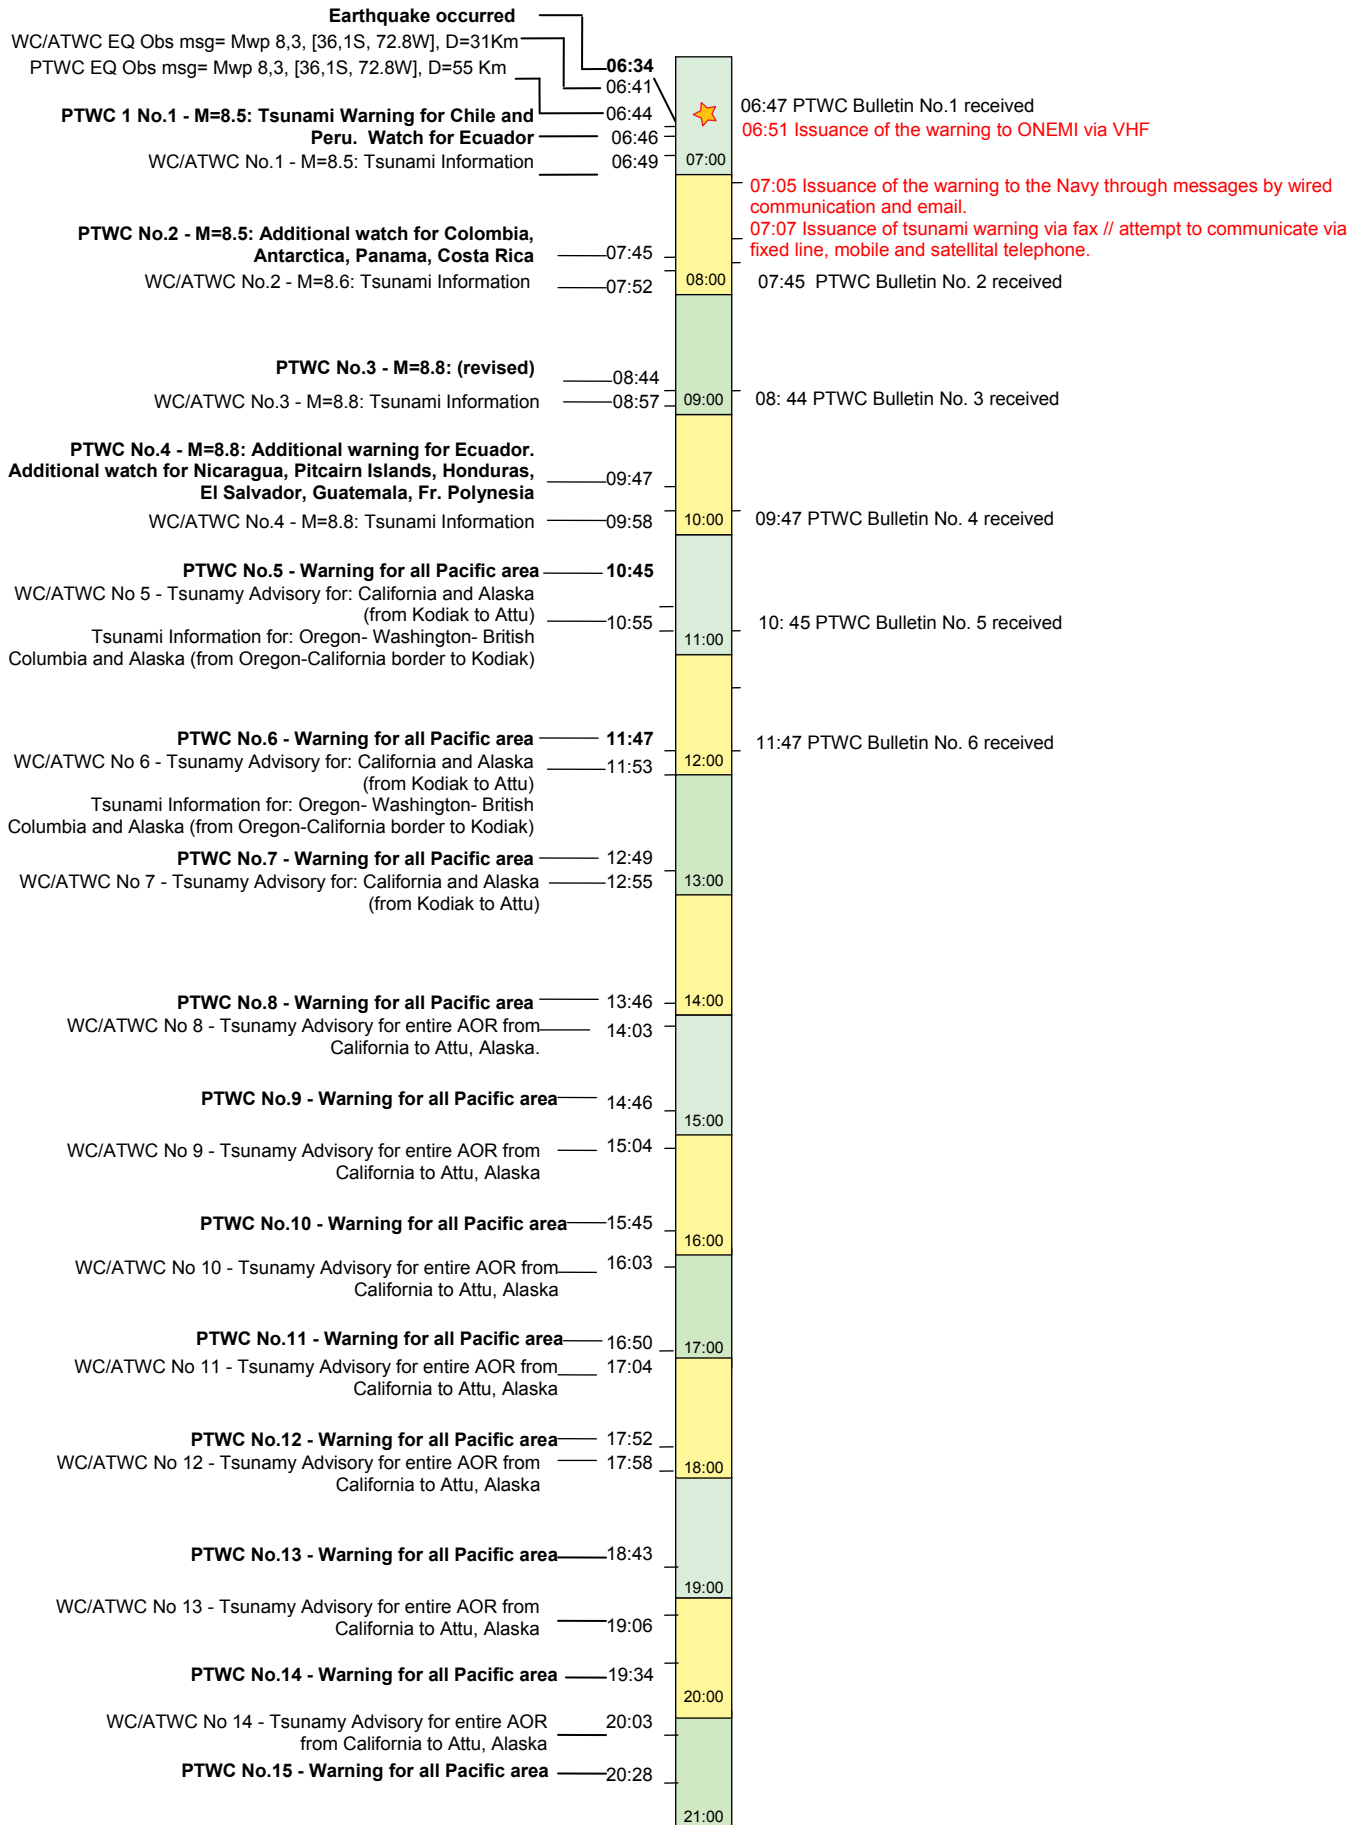 Earthquake occurred
WC/ATWC EQ Obs msg= Mwp 8,3, [36,1S, 72.8W], D=31Km
06:34
PTWC EQ Obs msg= Mwp 8,3, [36,1S, 72.8W], D=55 Km
06:41
06:44
06:47 PTWC Bulletin No.1 received
PTWC 1 No.1 - M=8.5: Tsunami Warning for Chile and
Peru.  Watch for Ecuador
06:46
06:51 Issuance of the warning to ONEMI via VHF
WC/ATWC No.1 - M=8.5: Tsunami Information
06:49
07:00
07:05 Issuance of the warning to the Navy through messages by wired
communication and email.
07:07 Issuance of tsunami warning via fax // attempt to communicate via
fixed line, mobile and satellital telephone.
PTWC No.2 - M=8.5: Additional watch for Colombia,
Antarctica, Panama, Costa Rica
07:45
WC/ATWC No.2 - M=8.6: Tsunami Information
07:52
08:00
07:45  PTWC Bulletin No. 2 received
PTWC No.3 - M=8.8: (revised)
08:44
WC/ATWC No.3 - M=8.8: Tsunami Information
08:57
09:00
08: 44 PTWC Bulletin No. 3 received
PTWC No.4 - M=8.8: Additional warning for Ecuador.
Additional watch for Nicaragua, Pitcairn Islands, Honduras,
El Salvador, Guatemala, Fr. Polynesia
09:47
WC/ATWC No.4 - M=8.8: Tsunami Information
09:58
10:00
09:47 PTWC Bulletin No. 4 received
PTWC No.5 - Warning for all Pacific area
10:45
WC/ATWC No 5 - Tsunamy Advisory for: California and Alaska
(from Kodiak to Attu)
10:55
10: 45 PTWC Bulletin No. 5 received
Tsunami Information for: Oregon- Washington- British
Columbia and Alaska (from Oregon-California border to Kodiak)
11:00
PTWC No.6 - Warning for all Pacific area
11:47
11:47 PTWC Bulletin No. 6 received
WC/ATWC No 6 - Tsunamy Advisory for: California and Alaska
(from Kodiak to Attu)
11:53
12:00
Tsunami Information for: Oregon- Washington- British
Columbia and Alaska (from Oregon-California border to Kodiak)
PTWC No.7 - Warning for all Pacific area
12:49
WC/ATWC No 7 - Tsunamy Advisory for: California and Alaska
(from Kodiak to Attu)
12:55
13:00
PTWC No.8 - Warning for all Pacific area
13:46
14:00
WC/ATWC No 8 - Tsunamy Advisory for entire AOR from
California to Attu, Alaska.
14:03
PTWC No.9 - Warning for all Pacific area
14:46
15:00
WC/ATWC No 9 - Tsunamy Advisory for entire AOR from
California to Attu, Alaska
15:04
PTWC No.10 - Warning for all Pacific area
15:45
16:00
WC/ATWC No 10 - Tsunamy Advisory for entire AOR from
California to Attu, Alaska
16:03
PTWC No.11 - Warning for all Pacific area
16:50
17:00
WC/ATWC No 11 - Tsunamy Advisory for entire AOR from
California to Attu, Alaska
17:04
PTWC No.12 - Warning for all Pacific area
17:52
WC/ATWC No 12 - Tsunamy Advisory for entire AOR from
California to Attu, Alaska
17:58
18:00
PTWC No.13 - Warning for all Pacific area
18:43
19:00
WC/ATWC No 13 - Tsunamy Advisory for entire AOR from
California to Attu, Alaska
19:06
PTWC No.14 - Warning for all Pacific area
19:34
20:00
WC/ATWC No 14 - Tsunamy Advisory for entire AOR
from California to Attu, Alaska
20:03
PTWC No.15 - Warning for all Pacific area
20:28
21:00